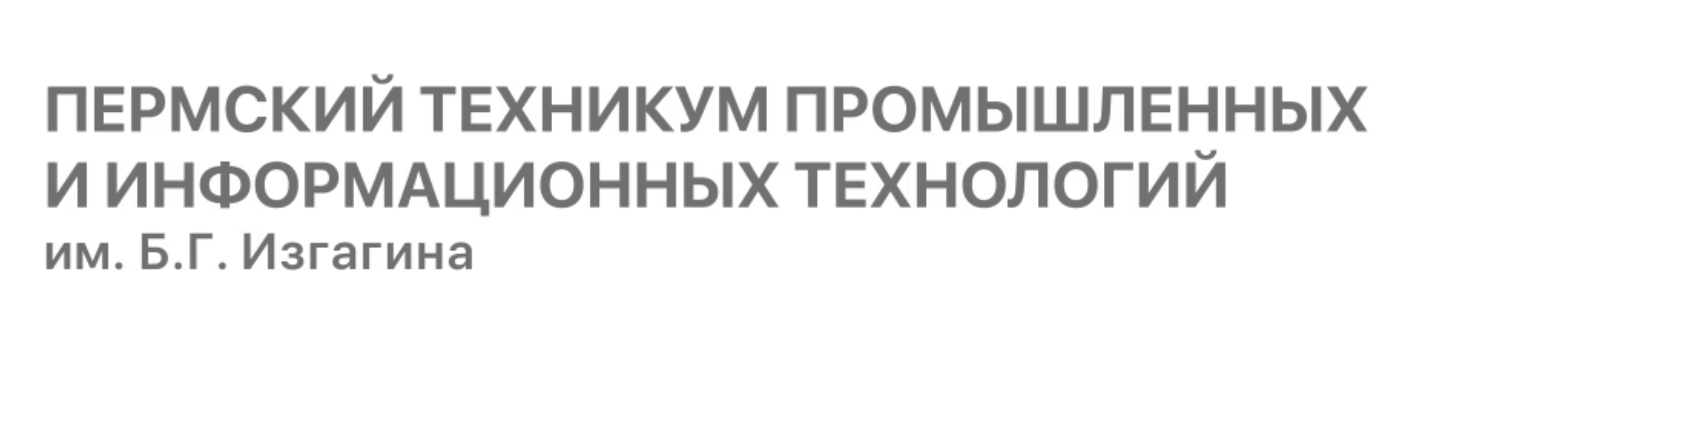 ПЕРМСКИЙ ТЕХНИКУМ ПРОМЫШЛЕННЫХ
И ИНФОРМАЦИОННЫХ ТЕХНОЛОГИЙ
им. Б.Г. Изгагина